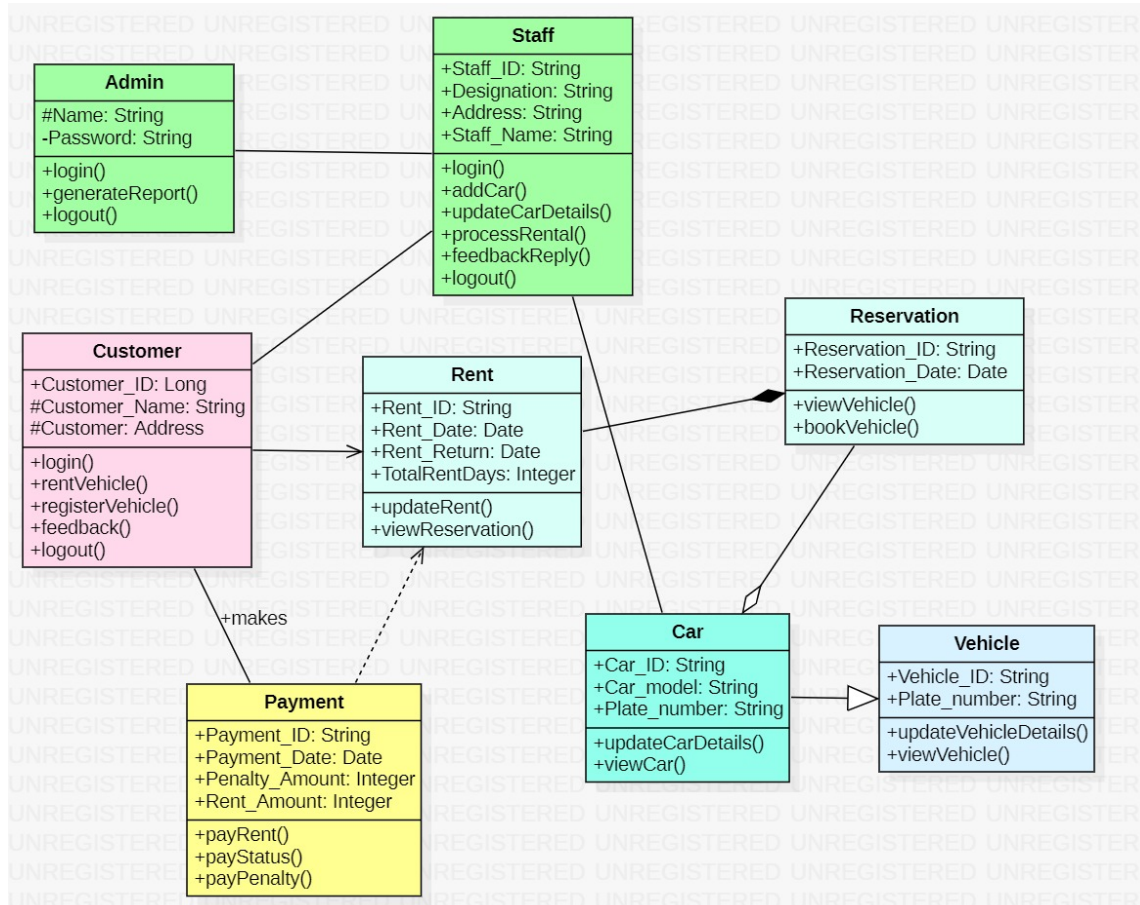 Admin
#Name: String
-Password: String
+login()
+generateReport()
+logout()
Staff
+Staff_ID: String
+Designation: String
+Address: String
+Staff_Name: String
+login()
+addCar()
+updateCarDetails()
+processRental()
+feedbackReply()
+logout()
Customer
+Customer_ID: Long
#Customer_Name: String
#Customer: Address
+login()
+rentVehicle()
+registerVehicle()
+feedback()
+logout()
Rent
+Rent_ID: String
+Rent_Date: Date
+Rent_Return: Date
+TotalRentDays: Integer
+updateRent()
+viewReservation()
Reservation
+Reservation_ID: String
+Reservation_Date: Date
+viewVehicle()
+bookVehicle()
+makes
Payment
+Payment_ID: String
+Payment_Date: Date
+Penalty_Amount: Integer
+Rent_Amount: Integer
+payRent()
+payStatus()
+payPenalty()
Car
+Car_ID: String
+Car_model: String
+Plate_number: String
+updateCarDetails()
+viewCar()
Vehicle
+Vehicle_ID: String
+Plate_number: String
+updateVehicleDetails()
+viewVehicle()
UNREGISTERED